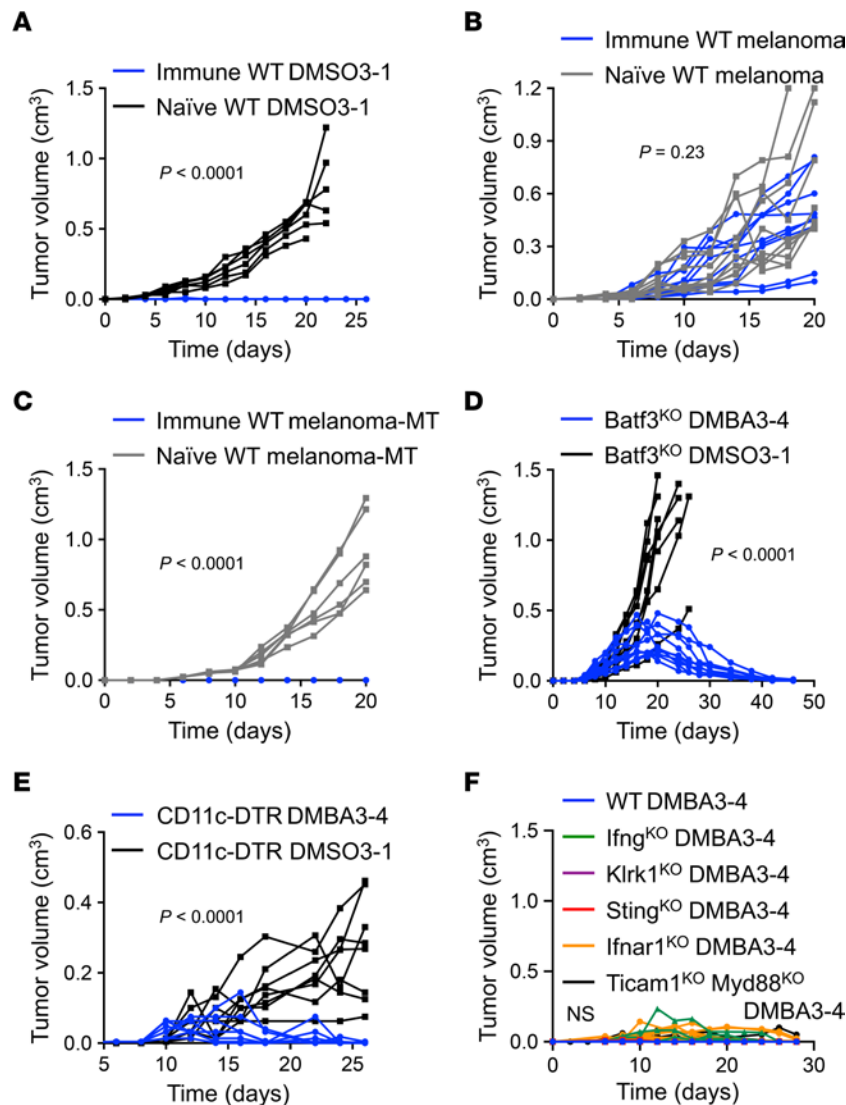 A
Immune WT DMSO3-1
Naïve WT DMSO3-1
P < 0.0001
Tumor volume (cm³)
1.5
1.0
0.5
0.0
0 5 10 15 20 25
Time (days)
B
Immune WT melanoma
Naïve WT melanoma
P = 0.23
Tumor volume (cm³)
1.2
0.9
0.6
0.3
0.0
0 5 10 15 20
Time (days)
C
Immune WT melanoma-MT
Naïve WT melanoma-MT
P < 0.0001
Tumor volume (cm³)
1.5
1.0
0.5
0.0
0 5 10 15 20
Time (days)
D
Batf3ᴷᴼ DMBA3-4
Batf3ᴷᴼ DMSO3-1
P < 0.0001
Tumor volume (cm³)
1.5
1.0
0.5
0.0
0 10 20 30 40 50
Time (days)
E
CD11c-DTR DMBA3-4
CD11c-DTR DMSO3-1
P < 0.0001
Tumor volume (cm³)
0.6
0.4
0.2
0.0
5 10 15 20 25
Time (days)
F
WT DMBA3-4
Ifngᴷᴼ DMBA3-4
Klrk1ᴷᴼ DMBA3-4
Stingᴷᴼ DMBA3-4
Ifnar1ᴷᴼ DMBA3-4
Ticam1ᴷᴼ Myd88ᴷᴼ
DMBA3-4
NS
Tumor volume (cm³)
1.5
1.0
0.5
0.0
0 10 20 30
Time (days)